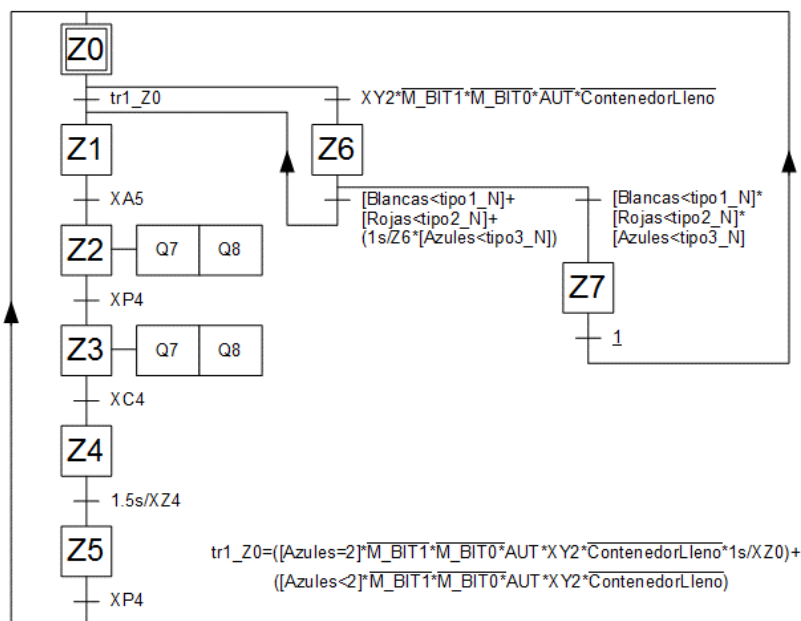 Z0
tr1_Z0
XY2*M_BIT1*M_BIT0*AUT*ContenedorLleno
Z1
Z6
XA5
[Blancas<tipo1_N]+
[Rojas<tipo2_N]+
(1s/Z6*[Azules<tipo3_N])
[Blancas<tipo1_N]*
[Rojas<tipo2_N]*
[Azules<tipo3_N]
Z2
Q7
Q8
Z7
XP4
1
Z3
Q7
Q8
XC4
Z4
1.5s/XZ4
Z5
tr1_Z0=([Azules=2]*M_BIT1*M_BIT0*AUT*XY2*ContenedorLleno*1s/XZ0)+
([Azules<2]*M_BIT1*M_BIT0*AUT*XY2*ContenedorLleno)
XP4